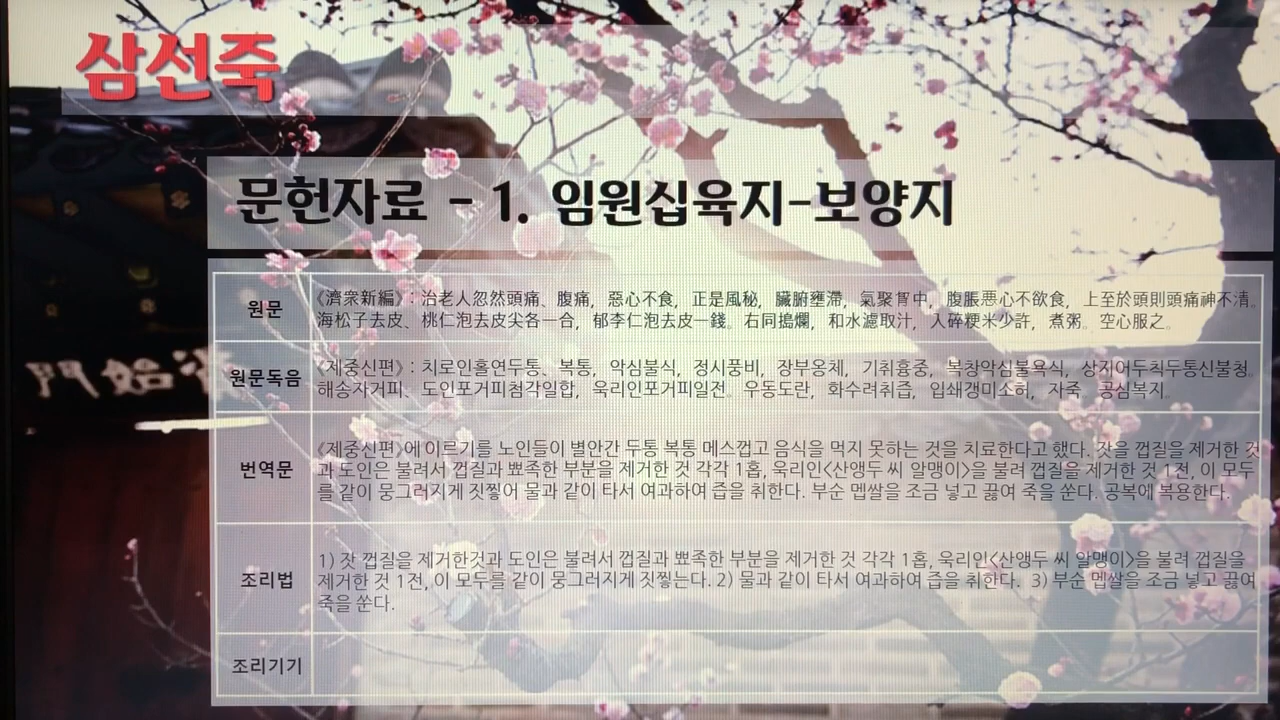 삼선죽
문헌자료 - 1. 임원십육지-보양지
원문
《濟衆新編》: 治老人忽然頭痛、腹痛, 惡心不食, 正是風秘, 臟腑壅滯, 氣聚胷中, 腹脹惡心不欲食, 上至於頭則頭痛神不清。
海松子去皮、桃仁泡去皮尖各一合, 郁李仁泡去皮一錢。右同搗爛, 和水濾取汁, 入碎粳米少許, 煮粥。空心服之。
원문독음
《제중신편》: 치로인홀연두통、복통, 악심불식, 정시풍비, 장부옹체, 기취흉중, 복창악심불욕식, 상지어두칙두통신불청。
해송자거피、도인포거피첨각일합, 욱리인포거피일전。우동도란, 화수려취즙, 입쇄갱미소허, 자죽。공심복지。
번역문
《제중신편》에 이르기를 노인들이 별안간 두통 복통 메스껍고 음식을 먹지 못하는 것을 치료한다고 했다. 잣을 껍질을 제거한 것
과 도인은 불려서 껍질과 뾰족한 부분을 제거한 것 각각 1홉, 욱리인<산앵두 씨 알맹이>을 불려 껍질을 제거한 것 1전, 이 모두
를 같이 뭉그러지게 짓찧어 물과 같이 타서 여과하여 즙을 취한다. 부순 멥쌀을 조금 넣고 끓여 죽을 쑨다. 공복에 복용한다.
조리법
1) 잣 껍질을 제거한것과 도인은 불려서 껍질과 뾰족한 부분을 제거한 것 각각 1홉, 욱리인<산앵두 씨 알맹이>을 불려 껍질을
제거한 것 1전, 이 모두를 같이 뭉그러지게 짓찧는다. 2) 물과 같이 타서 여과하여 즙을 취한다. 3) 부순 멥쌀을 조금 넣고 끓여
죽을 쑨다.
조리기기